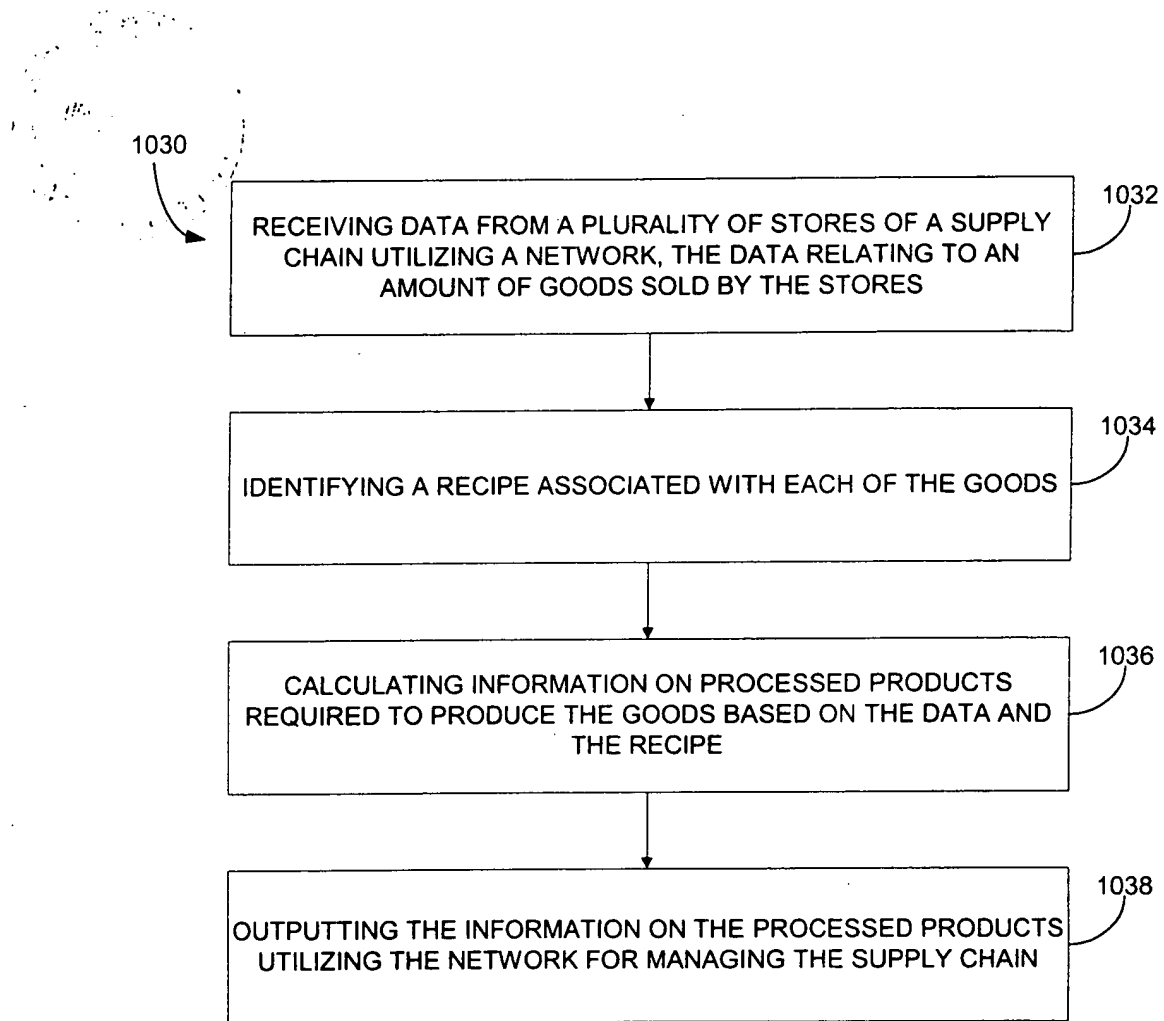 1030
1032
RECEIVING DATA FROM A PLURALITY OF STORES OF A SUPPLY
CHAIN UTILIZING A NETWORK, THE DATA RELATING TO AN
AMOUNT OF GOODS SOLD BY THE STORES
1034
IDENTIFYING A RECIPE ASSOCIATED WITH EACH OF THE GOODS
1036
CALCULATING INFORMATION ON PROCESSED PRODUCTS
REQUIRED TO PRODUCE THE GOODS BASED ON THE DATA AND
THE RECIPE
1038
OUTPUTTING THE INFORMATION ON THE PROCESSED PRODUCTS
UTILIZING THE NETWORK FOR MANAGING THE SUPPLY CHAIN